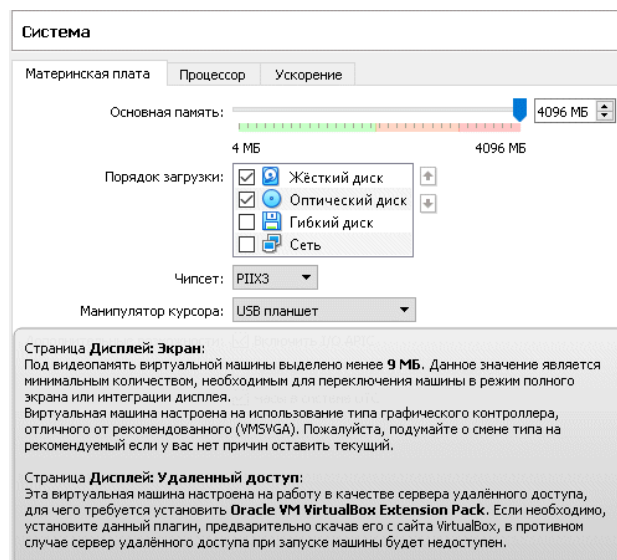 Система
Материнская плата Процессор Ускорение
Основная память: 4096 МБ
4 МБ 4096 МБ
Порядок загрузки: Жёсткий диск
Оптический диск
Гибкий диск
Сеть
Чипсет: PIIX3
Манипулятор курсора: USB планшет
Страница Дисплей: Экран:
Под видеопамять виртуальной машины выделено менее 9 МБ. Данное значение является
минимальным количеством, необходимым для переключения машины в режим полного
экрана или интеграции дисплея.
Виртуальная машина настроена на использование типа графического контроллера,
отличного от рекомендованного (VMSVGA). Пожалуйста, подумайте о смене типа на
рекомендуемый если у вас нет причин оставить текущий.
Страница Дисплей: Удаленный доступ:
Эта виртуальная машина настроена на работу в качестве сервера удалённого доступа,
для чего требуется установить Oracle VM VirtualBox Extension Pack. Если необходимо,
установите данный плагин, предварительно скачав его с сайта VirtualBox, в противном
случае сервер удалённого доступа при запуске машины будет недоступен.